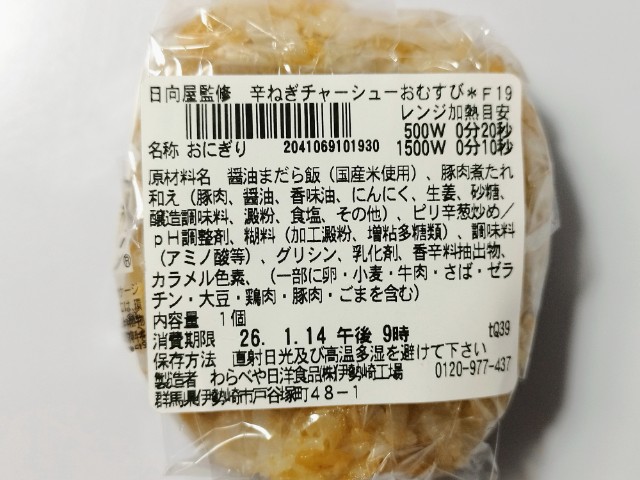 日向屋監修 辛ねぎチャーシューおむすび＊F19
レンジ加熱目安
500W 0分20秒
名称 おにぎり 2041069101930 1500W 0分10秒
原材料名 醤油まだら飯(国産米使用)、豚肉煮たれ
和え(豚肉、醤油、香味油、にんにく、生姜、砂糖、
醸造調味料、澱粉、食塩、その他)、ピリ辛葱炒め/
pH調整剤、糊料(加工澱粉、増粘多糖類)、調味料
(アミノ酸等)、グリシン、乳化剤、香辛料抽出物、
カラメル色素、(一部に卵・小麦・牛肉・さば・ゼラ
チン・大豆・鶏肉・豚肉・ごまを含む)
内容量 1個
消費期限 26. 1.14 午後 9時 tQ39
保存方法 直射日光及び高温多湿を避けて下さい
製造者 わらべや日洋食品㈱伊勢崎工場 0120-977-437
群馬県伊勢崎市戸谷塚町48-1